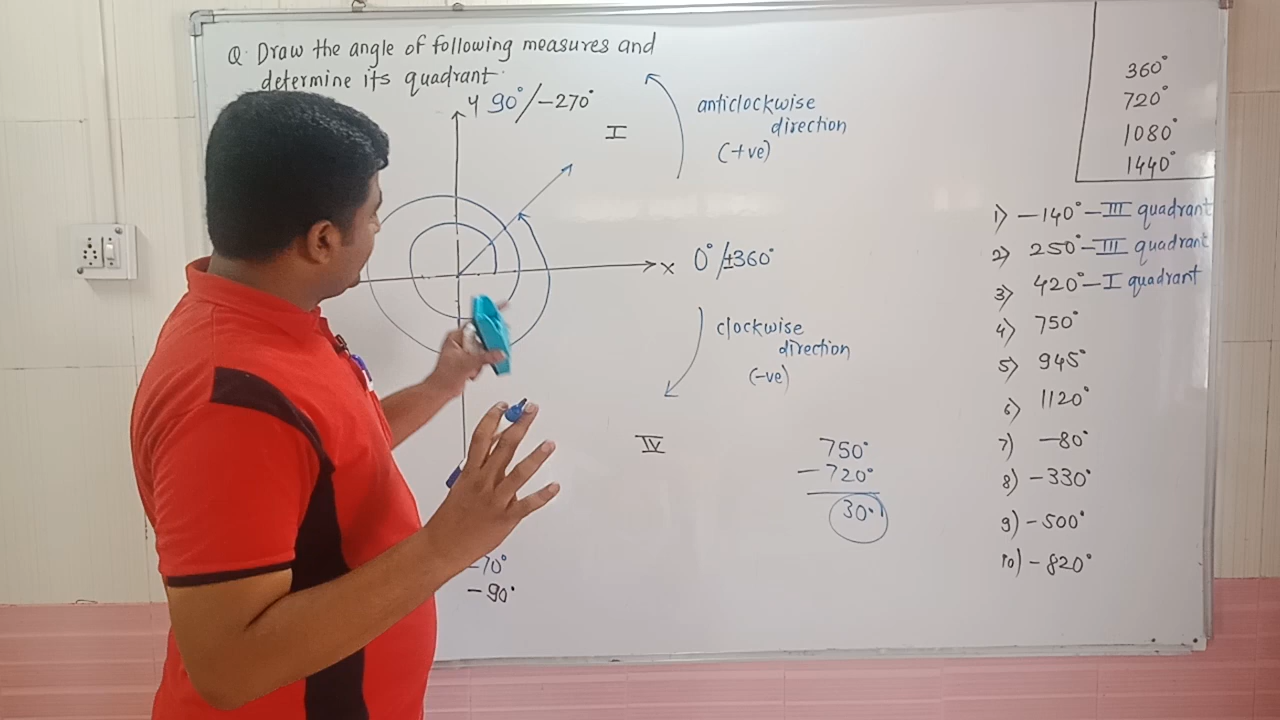 Q. Draw the angle of following measures and
determine its quadrant.
Y 90°/-270°
I
anticlockwise
direction
(+ve)
X 0°/±360°
clockwise
direction
(-ve)
IV
750°
-720°
30°
-90°
360°
720°
1080°
1440°
1) -140° - III quadrant
2) 250° - III quadrant
3) 420° - I quadrant
4) 750°
5) 945°
6) 1120°
7) -80°
8) -330°
9) -500°
10) -820°